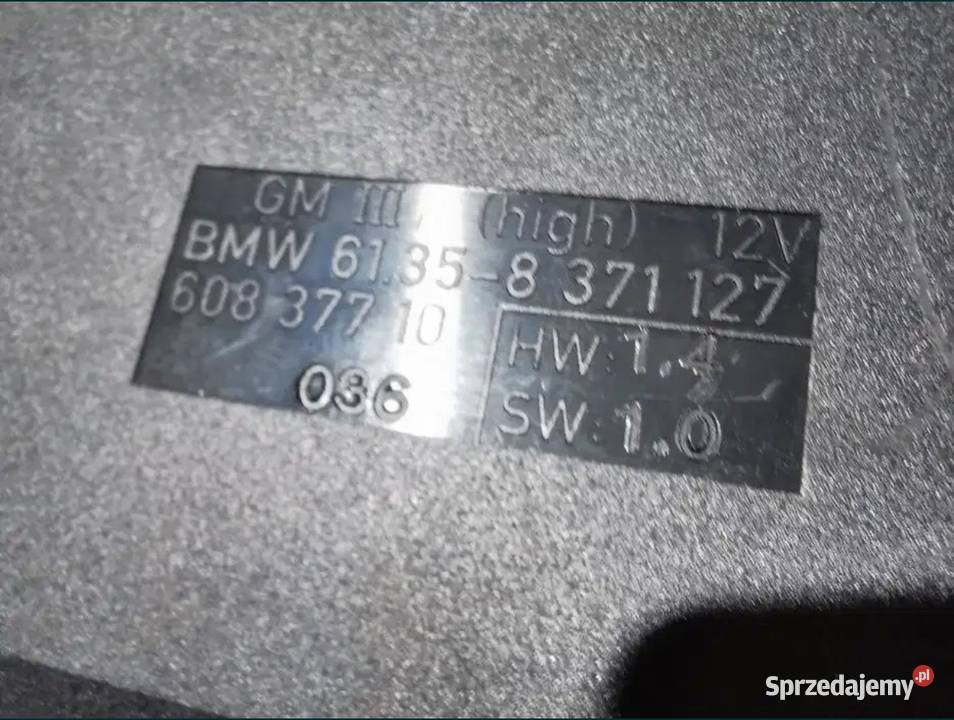 GM III (high) 12V
BMW 61.35-8 371 127
608 377 10
HW: 1.4
036
SW: 1.0
Sprzedajemy.pl